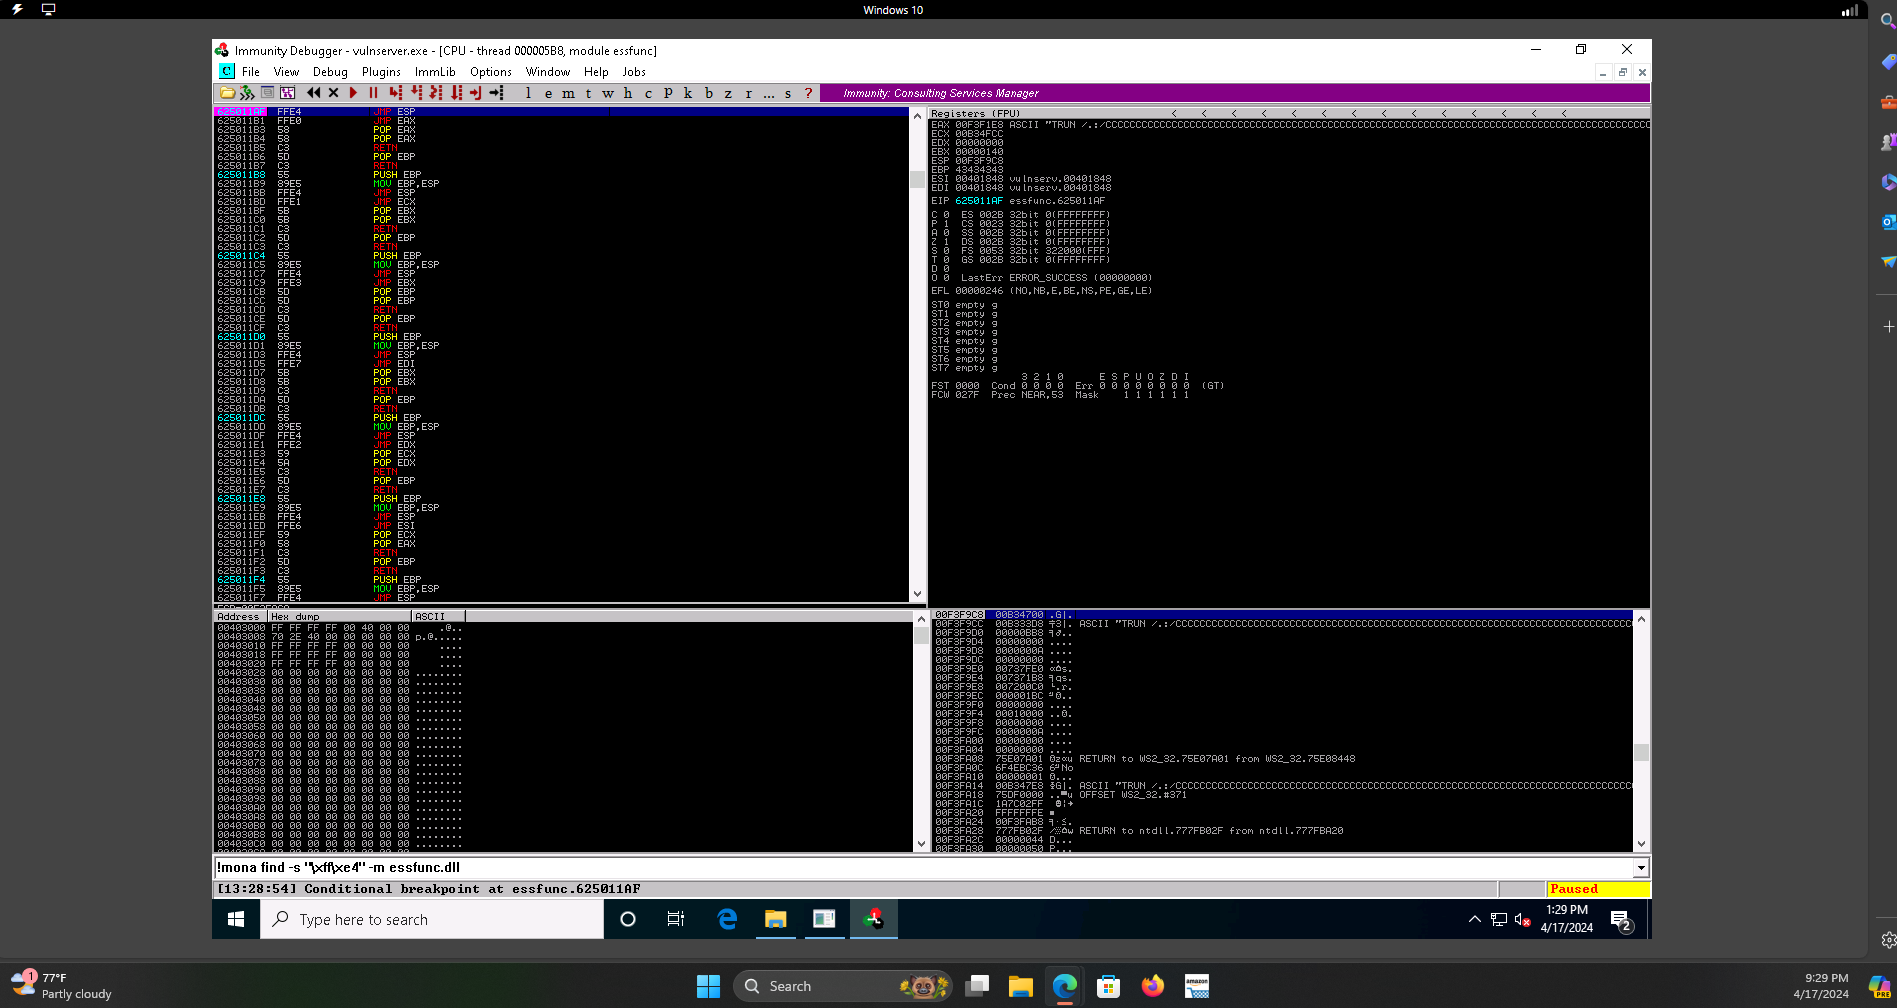 Windows 10
Immunity Debugger - vulnserver.exe - [CPU - thread 000005B8, module essfunc]
File View Debug Plugins ImmLib Options Window Help Jobs
l e m t w h c P k b z r ... s ?
Immunity: Consulting Services Manager
625011AF FFE4 JMP ESP
625011B1 FFE0 JMP EAX
625011B3 58 POP EAX
625011B4 58 POP EAX
625011B5 C3 RETN
625011B6 5D POP EBP
625011B7 C3 RETN
625011B8 55 PUSH EBP
625011B9 89E5 MOV EBP,ESP
625011BB FFE4 JMP ESP
625011BD FFE1 JMP ECX
625011BF 5B POP EBX
625011C0 5B POP EBX
625011C1 C3 RETN
625011C2 5D POP EBP
625011C3 C3 RETN
625011C4 55 PUSH EBP
625011C5 89E5 MOV EBP,ESP
625011C7 FFE4 JMP ESP
625011C9 FFE3 JMP EBX
625011CB 5D POP EBP
625011CC 5D POP EBP
625011CD C3 RETN
625011CE 5D POP EBP
625011CF C3 RETN
625011D0 55 PUSH EBP
625011D1 89E5 MOV EBP,ESP
625011D3 FFE4 JMP ESP
625011D5 FFE7 JMP EDI
625011D7 5B POP EBX
625011D8 5B POP EBX
625011D9 C3 RETN
625011DA 5D POP EBP
625011DB C3 RETN
625011DC 55 PUSH EBP
625011DD 89E5 MOV EBP,ESP
625011DF FFE4 JMP ESP
625011E1 FFE2 JMP EDX
625011E3 59 POP ECX
625011E4 5A POP EDX
625011E5 C3 RETN
625011E6 5D POP EBP
625011E7 C3 RETN
625011E8 55 PUSH EBP
625011E9 89E5 MOV EBP,ESP
625011EB FFE4 JMP ESP
625011ED FFE6 JMP ESI
625011EF 59 POP ECX
625011F0 58 POP EAX
625011F1 C3 RETN
625011F2 5D POP EBP
625011F3 C3 RETN
625011F4 55 PUSH EBP
625011F5 89E5 MOV EBP,ESP
625011F7 FFE4 JMP ESP
Registers (FPU) < < < < < < < < < < < < < <
EAX 00F3F1E8 ASCII "TRUN /.:/CCCCCCCCCCCCCCCCCCCCCCCCCCCCCCCCCCCCCCCCCCCCCCCCCCCCCCCCCCCCCCCCCCCCCCCCCCCCCCCCCCCCCCCCCCC
ECX 00B34FCC
EDX 00000000
EBX 00000140
ESP 00F3F9C8
EBP 43434343
ESI 00401848 vulnserv.00401848
EDI 00401848 vulnserv.00401848
EIP 625011AF essfunc.625011AF
C 0 ES 002B 32bit 0(FFFFFFFF)
P 1 CS 0023 32bit 0(FFFFFFFF)
A 0 SS 002B 32bit 0(FFFFFFFF)
Z 1 DS 002B 32bit 0(FFFFFFFF)
S 0 FS 0053 32bit 322000(FFF)
T 0 GS 002B 32bit 0(FFFFFFFF)
D 0
O 0 LastErr ERROR_SUCCESS (00000000)
EFL 00000246 (NO,NB,E,BE,NS,PE,GE,LE)
ST0 empty g
ST1 empty g
ST2 empty g
ST3 empty g
ST4 empty g
ST5 empty g
ST6 empty g
ST7 empty g
3 2 1 0 E S P U O Z D I
FST 0000 Cond 0 0 0 0 Err 0 0 0 0 0 0 0 0 (GT)
FCW 027F Prec NEAR,53 Mask 1 1 1 1 1 1
Address Hex dump ASCII
00403000 FF FF FF FF 00 40 00 00 .@..
00403008 70 2E 40 00 00 00 00 00 p.@.....
00403010 FF FF FF FF 00 00 00 00 ....
00403018 FF FF FF FF 00 00 00 00 ....
00403020 FF FF FF FF 00 00 00 00 ....
00403028 00 00 00 00 00 00 00 00 ........
00403030 00 00 00 00 00 00 00 00 ........
00403038 00 00 00 00 00 00 00 00 ........
00403040 00 00 00 00 00 00 00 00 ........
00403048 00 00 00 00 00 00 00 00 ........
00403050 00 00 00 00 00 00 00 00 ........
00403058 00 00 00 00 00 00 00 00 ........
00403060 00 00 00 00 00 00 00 00 ........
00403068 00 00 00 00 00 00 00 00 ........
00403070 00 00 00 00 00 00 00 00 ........
00403078 00 00 00 00 00 00 00 00 ........
00403080 00 00 00 00 00 00 00 00 ........
00403088 00 00 00 00 00 00 00 00 ........
00403090 00 00 00 00 00 00 00 00 ........
00403098 00 00 00 00 00 00 00 00 ........
004030A0 00 00 00 00 00 00 00 00 ........
004030A8 00 00 00 00 00 00 00 00 ........
004030B0 00 00 00 00 00 00 00 00 ........
004030B8 00 00 00 00 00 00 00 00 ........
004030C0 00 00 00 00 00 00 00 00 ........
00F3F9C8 00B34700 .G|.
00F3F9CC 00B333D8 ASCII "TRUN /.:/CCCCCCCCCCCCCCCCCCCCCCCCCCCCCCCCCCCCCCCCCCCCCCCCCCCCCCCCCCCCCCCCCCCCCCCCCCCC
00F3F9D0 00000BB8
00F3F9D4 00000000 ....
00F3F9D8 0000000A ....
00F3F9DC 00000000 ....
00F3F9E0 00737FE0
00F3F9E4 007371B8
00F3F9E8 007200C0
00F3F9EC 000001BC
00F3F9F0 00000000 ....
00F3F9F4 00010000
00F3F9F8 00000000 ....
00F3F9FC 0000000A ....
00F3FA00 00000000 ....
00F3FA04 00000000 ....
00F3FA08 75E07A01 RETURN to WS2_32.75E07A01 from WS2_32.75E08448
00F3FA0C 6F4EBC36
00F3FA10 00000001
00F3FA14 00B347E8 ASCII "TRUN /.:/CCCCCCCCCCCCCCCCCCCCCCCCCCCCCCCCCCCCCCCCCCCCCCCCCCCCCCCCCCCCCCCCCCCCCCCCCCCC
00F3FA18 75DF0000 OFFSET WS2_32.#371
00F3FA1C 1A7C02FF
00F3FA20 FFFFFFFE
00F3FA24 00F3FAB8
00F3FA28 777FB02F RETURN to ntdll.777FB02F from ntdll.777FBA20
00F3FA2C 00000044 D...
00F3FA30 00000050 P...
!mona find -s "\xff\xe4" -m essfunc.dll
[13:28:54] Conditional breakpoint at essfunc.625011AF
Paused
Type here to search
1:29 PM
4/17/2024
2
1
77°F
Partly cloudy
Search
amazon
9:29 PM
4/17/2024
PRE